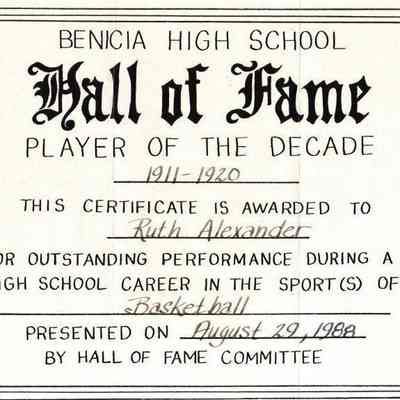 BENICIA HIGH SCHOOL
Hall of Fame
PLAYER OF THE DECADE
1911-1920
THIS CERTIFICATE IS AWARDED TO
Ruth Alexander
OR OUTSTANDING PERFORMANCE DURING A
IGH SCHOOL CAREER IN THE SPORT(S) OF
Basketball
PRESENTED ON August 29, 1988
BY HALL OF FAME COMMITTEE